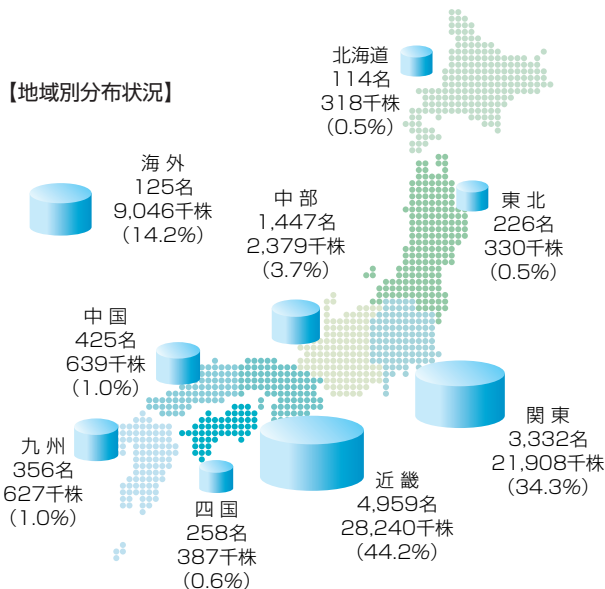 【地域別分布状況】
北海道
114名
318千株
（0.5%）
海 外
125名
9,046千株
（14.2%）
中 部
1,447名
2,379千株
（3.7%）
東 北
226名
330千株
（0.5%）
中 国
425名
639千株
（1.0%）
関 東
3,332名
21,908千株
（34.3%）
九 州
356名
627千株
（1.0%）
四 国
258名
387千株
（0.6%）
近 畿
4,959名
28,240千株
（44.2%）